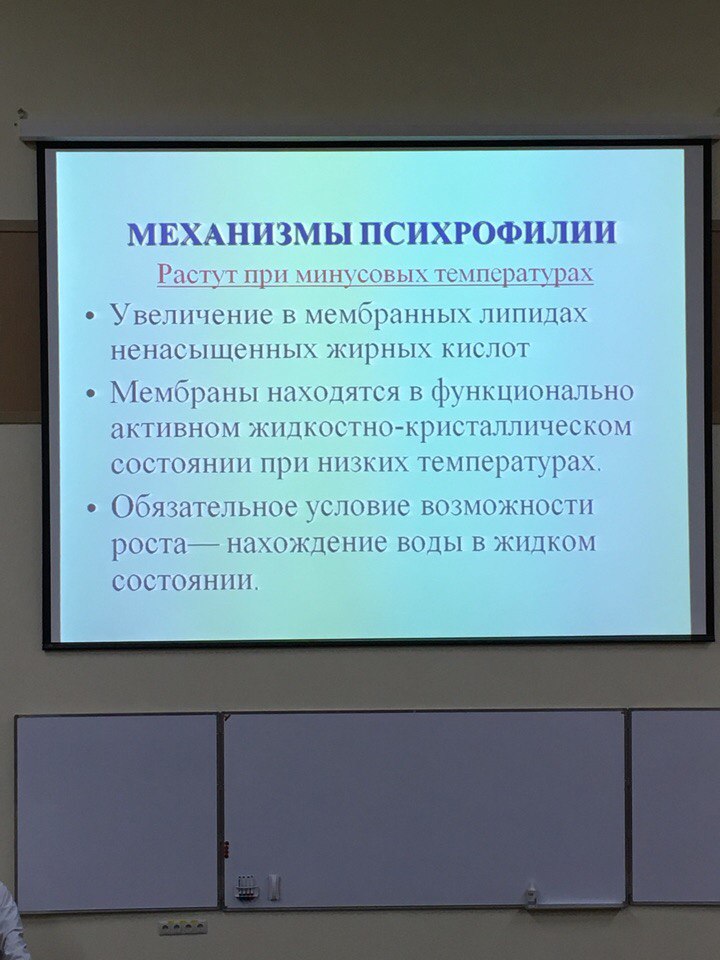 МЕХАНИЗМЫ ПСИХРОФИЛИИ
Растут при минусовых температурах
• Увеличение в мембранных липидах
ненасыщенных жирных кислот
• Мембраны находятся в функционально
активном жидкостно-кристаллическом
состоянии при низких температурах.
• Обязательное условие возможности
роста— нахождение воды в жидком
состоянии.